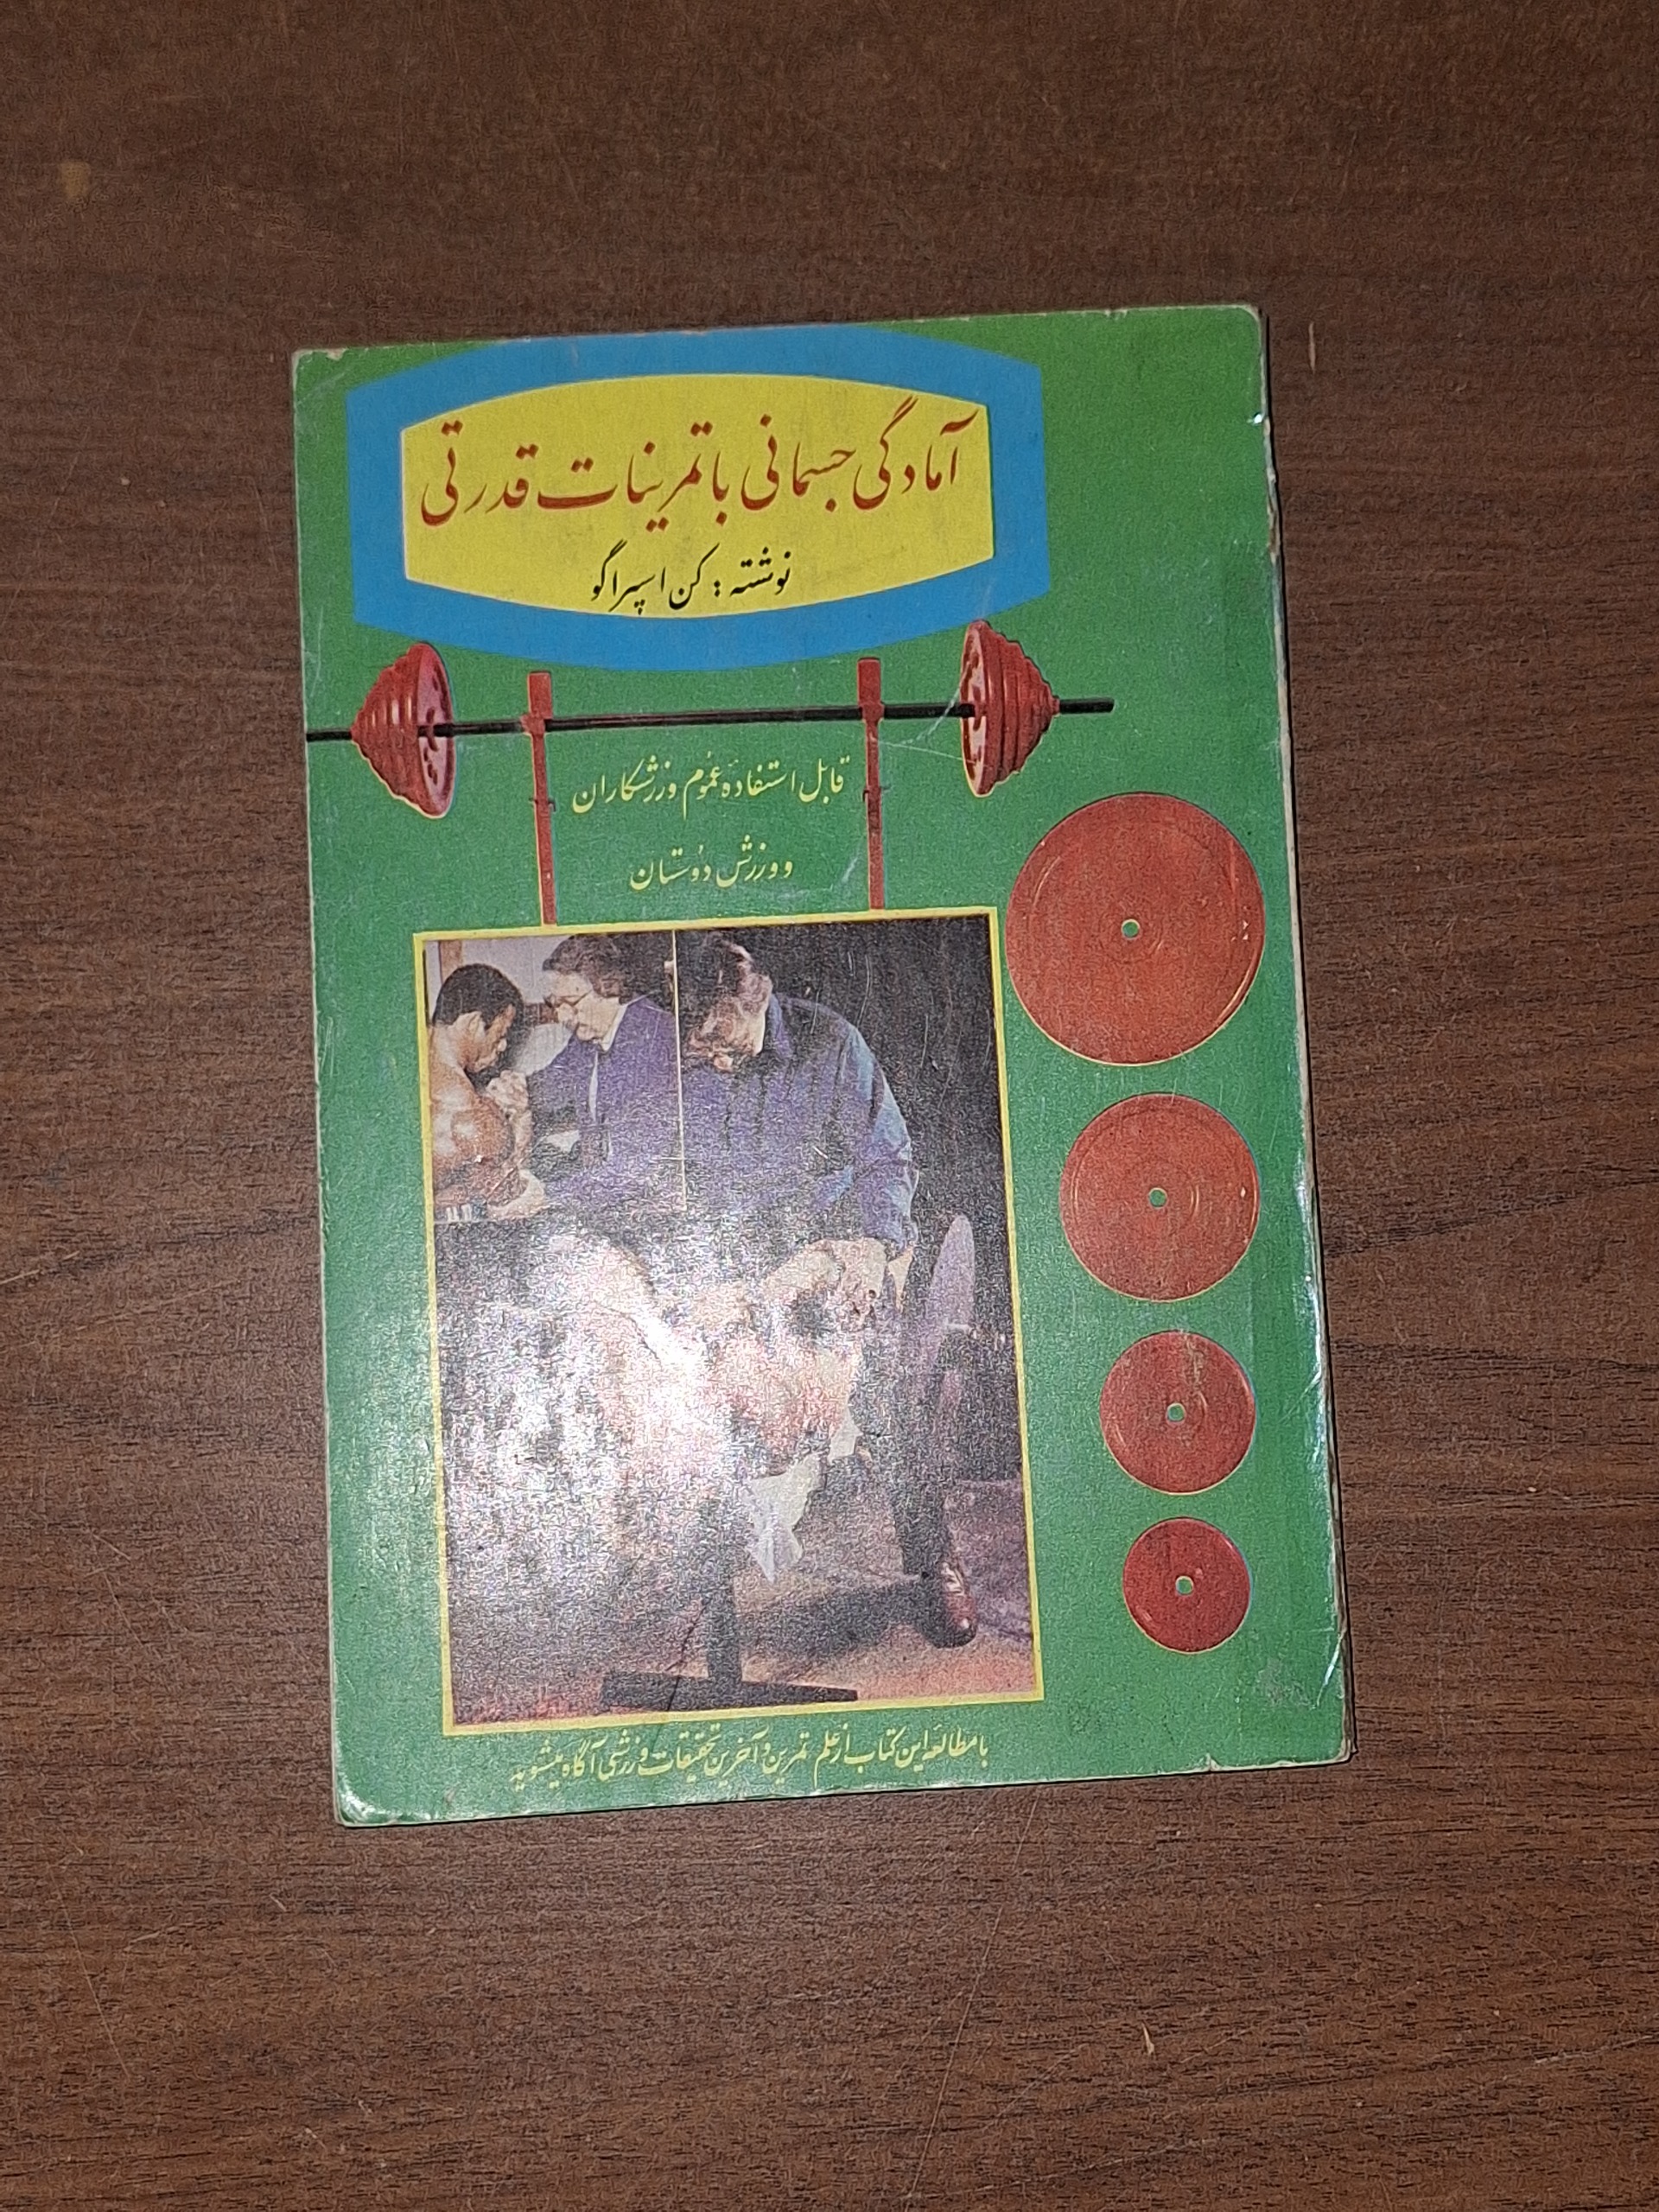 آمادگی جسمانی با تمرینات قدرتی
نوشته : کن اسپراگو
قابل استفادهٔ عموم ورزشکاران
و ورزش دوستان
با مطالعه این کتاب از علم تمرین و آخرین تحقیقات ورزشی آگاه میشوید